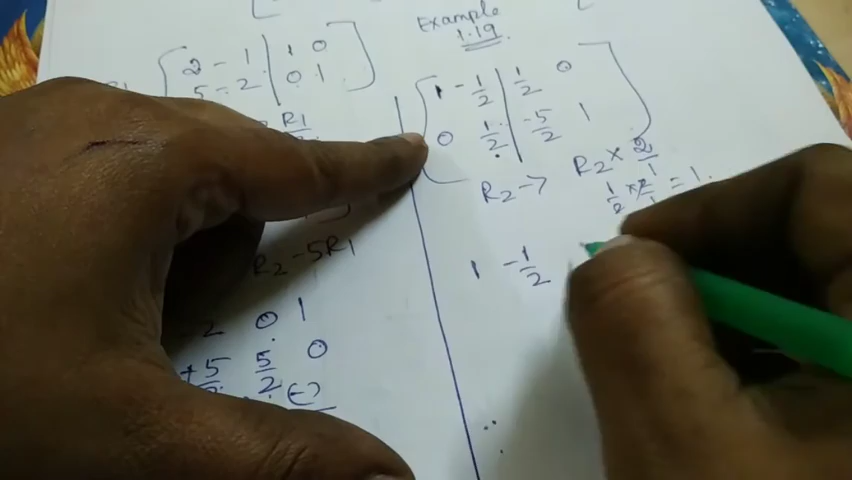 Example
1.19
2 - 1 | 1 0
5 - 2 | 0 1
R1
R2 - 5R1
2 0 1
+ 5/2 5/2 0
(-)
1 - 1/2 | 1/2 0
0 1/2 | -5/2 1
R2 -> R2 × 2/1
1/2 × 2/1 = 1.
1 - 1/2